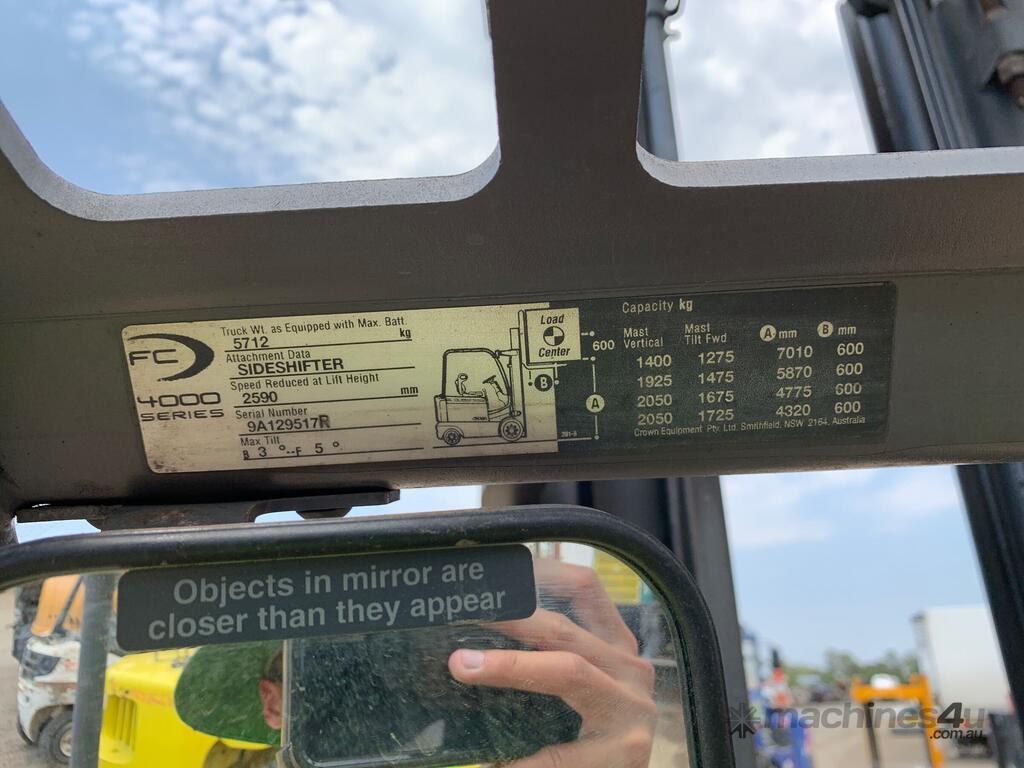 FC
4000
SERIES
Truck Wt. as Equipped with Max. Batt
5712 kg
Attachment Data
SIDESHIFTER
Speed Reduced at Lift Height
2590 mm
Serial Number
9A129517R
Max Tilt
B 3 °--F 5 °
Load
Center
600
B
A
Capacity kg
Mast Vertical Mast Tilt Fwd A mm B mm
1400 1275 7010 600
1925 1475 5870 600
2050 1675 4775 600
2050 1725 4320 600
Crown Equipment Pty. Ltd. Smithfield, NSW 2164, Australia
Objects in mirror are
closer than they appear
machines4u
.com.au